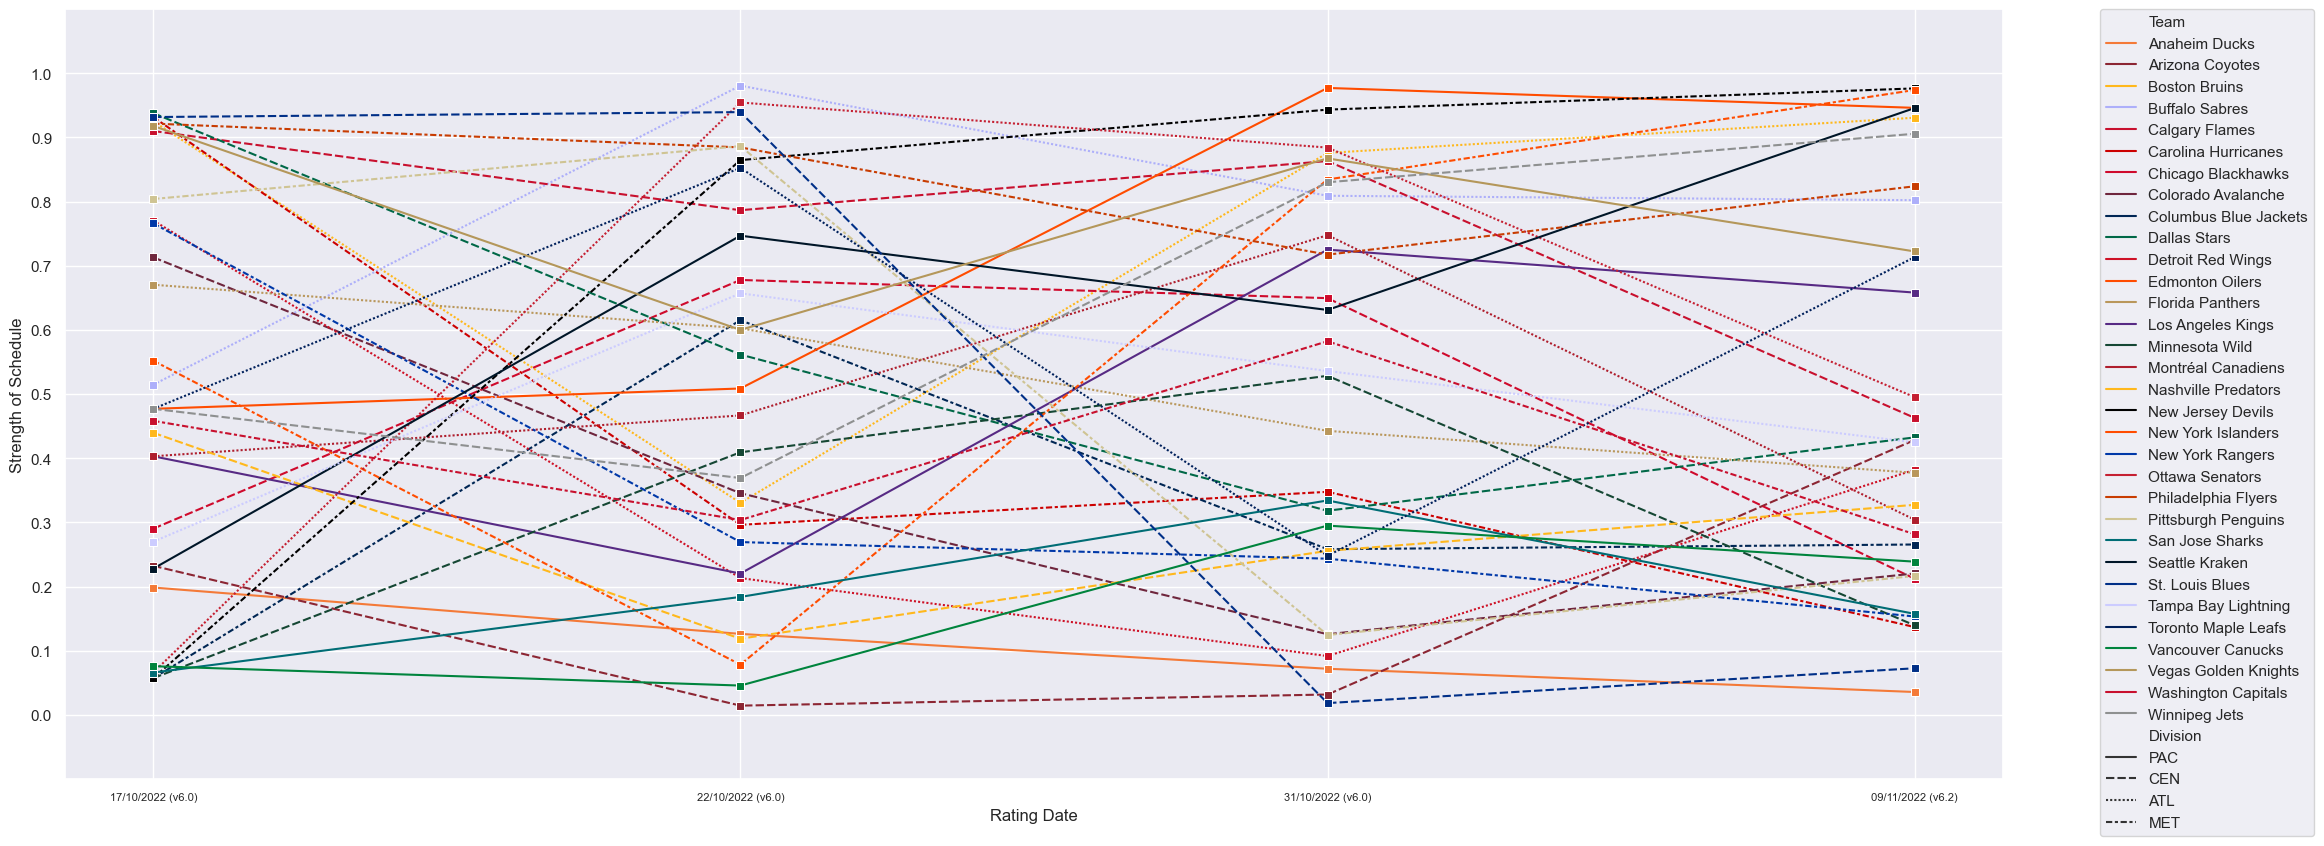 1.0
0.9
0.8
0.7
0.6
0.5
0.4
0.3
0.2
0.1
0.0
Strength of Schedule
17/10/2022 (v6.0)
22/10/2022 (v6.0)
31/10/2022 (v6.0)
09/11/2022 (v6.2)
Rating Date
Team
Anaheim Ducks
Arizona Coyotes
Boston Bruins
Buffalo Sabres
Calgary Flames
Carolina Hurricanes
Chicago Blackhawks
Colorado Avalanche
Columbus Blue Jackets
Dallas Stars
Detroit Red Wings
Edmonton Oilers
Florida Panthers
Los Angeles Kings
Minnesota Wild
Montréal Canadiens
Nashville Predators
New Jersey Devils
New York Islanders
New York Rangers
Ottawa Senators
Philadelphia Flyers
Pittsburgh Penguins
San Jose Sharks
Seattle Kraken
St. Louis Blues
Tampa Bay Lightning
Toronto Maple Leafs
Vancouver Canucks
Vegas Golden Knights
Washington Capitals
Winnipeg Jets
Division
PAC
CEN
ATL
MET